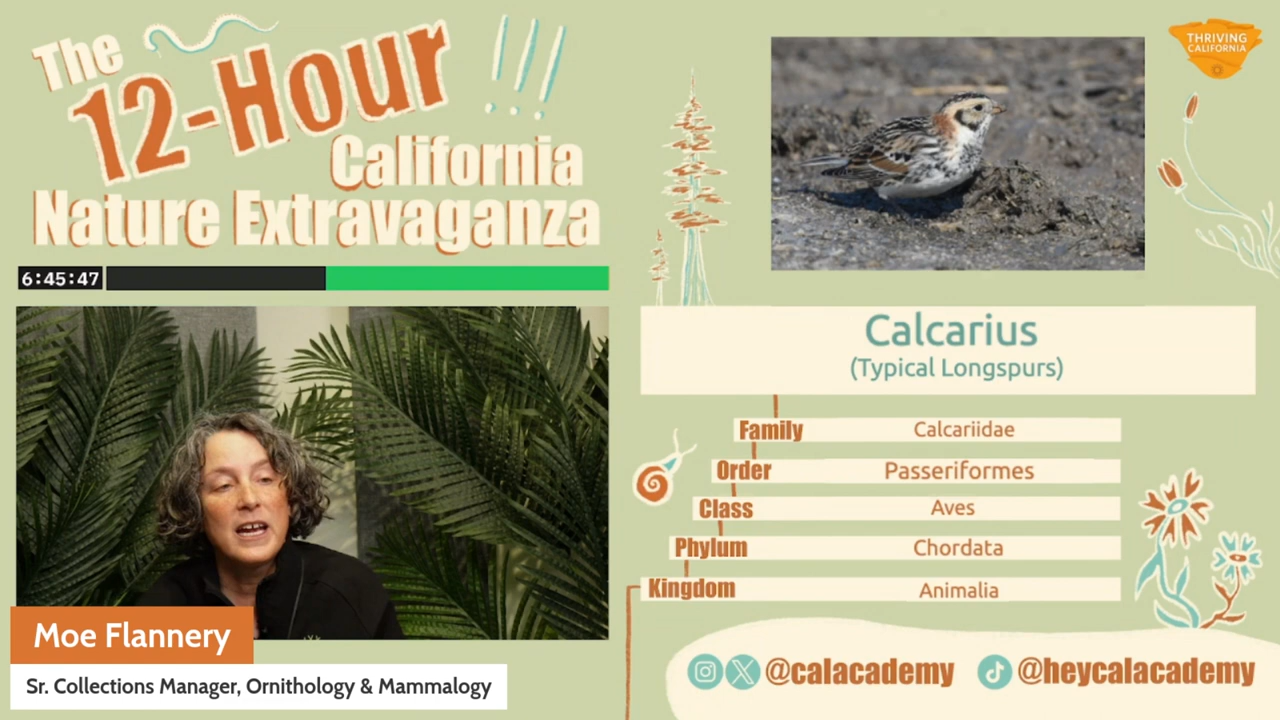 The
12-Hour !!!
California
Nature Extravaganza
6:45:47
Moe Flannery
Sr. Collections Manager, Ornithology & Mammalogy
THRIVING
CALIFORNIA
Calcarius
(Typical Longspurs)
Family Calcariidae
Order Passeriformes
Class Aves
Phylum Chordata
Kingdom Animalia
@calacademy @heycalacademy